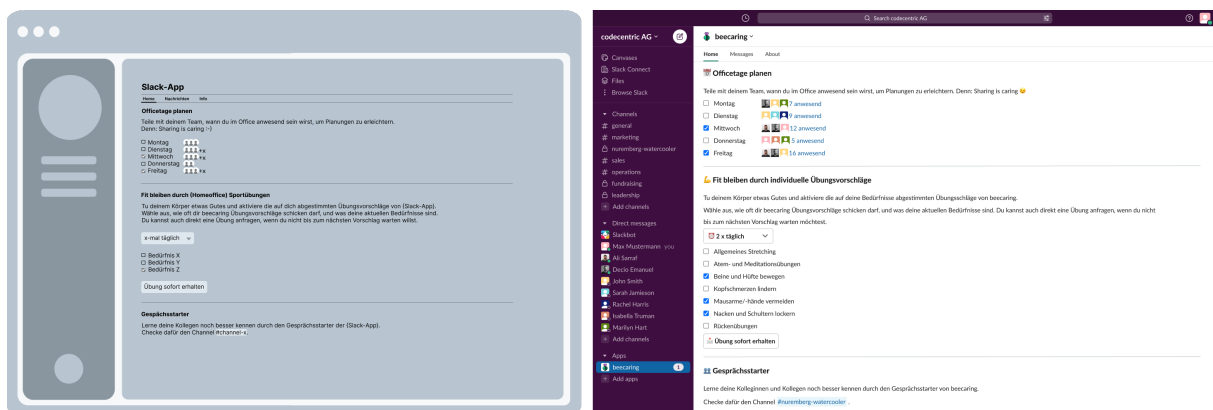 Slack-App
Home Nachrichten Info
Officetage planen
Teile mit deinem Team, wann du im Office anwesend sein wirst, um Planungen zu erleichtern.
Denn: Sharing is caring :-)
Montag
Dienstag +x
Mittwoch +x
Donnerstag
Freitag +x
Fit bleiben durch (Homeoffice) Sportübungen
Tu deinem Körper etwas Gutes und aktiviere die auf dich abgestimmten Übungsvorschläge von {Slack-App}.
Wähle aus, wie oft dir beecaring Übungsvorschläge schicken darf, und was deine aktuellen Bedürfnisse sind.
Du kannst auch direkt eine Übung anfragen, wenn du nicht bis zum nächsten Vorschlag warten willst.
x-mal täglich
Bedürfnis X
Bedürfnis Y
Bedürfnis Z
Übung sofort erhalten
Gespächsstarter
Lerne deine Kollegen noch besser kennen durch den Gesprächsstarter der {Slack-App}.
Checke dafür den Channel #channel-x.
Search codecentric AG
codecentric AG
Canvases
Slack Connect
Files
Browse Slack
Channels
# general
# marketing
nuremberg-watercooler
# sales
# operations
fundraising
leadership
+ Add channels
Direct messages
Slackbot
Max Mustermann you
Ali Sarraf
Decio Emanuel
John Smith
Sarah Jamieson
Rachel Harris
Isabella Truman
Marilyn Hart
+ Add channels
Apps
beecaring 1
+ Add apps
beecaring
Home Messages About
Officetage planen
Teile mit deinem Team, wann du im Office anwesend sein wirst, um Planungen zu erleichtern. Denn: Sharing is caring 😊
Montag 7 anwesend
Dienstag 9 anwesend
Mittwoch 12 anwesend
Donnerstag 5 anwesend
Freitag 16 anwesend
💪 Fit bleiben durch individuelle Übungsvorschläge
Tu deinem Körper etwas Gutes und aktiviere die auf deine Bedürfnisse abgestimmten Übungsschläge von beecaring.
Wähle aus, wie oft dir beecaring Übungsvorschläge schicken darf, und was deine aktuellen Bedürfnisse sind. Du kannst auch direkt eine Übung anfragen, wenn du nicht
bis zum nächsten Vorschlag warten möchtest.
⏰ 2 x täglich
Allgemeines Stretching
Atem- und Meditationsübungen
Beine und Hüfte bewegen
Kopfschmerzen lindern
Mausarme/-hände vermeiden
Nacken und Schultern lockern
Rückenübungen
Übung sofort erhalten
👥 Gesprächsstarter
Lerne deine Kolleginnen und Kollegen noch besser kennen durch den Gesprächsstarter von beecaring.
Checke dafür den Channel #nuremberg-watercooler .